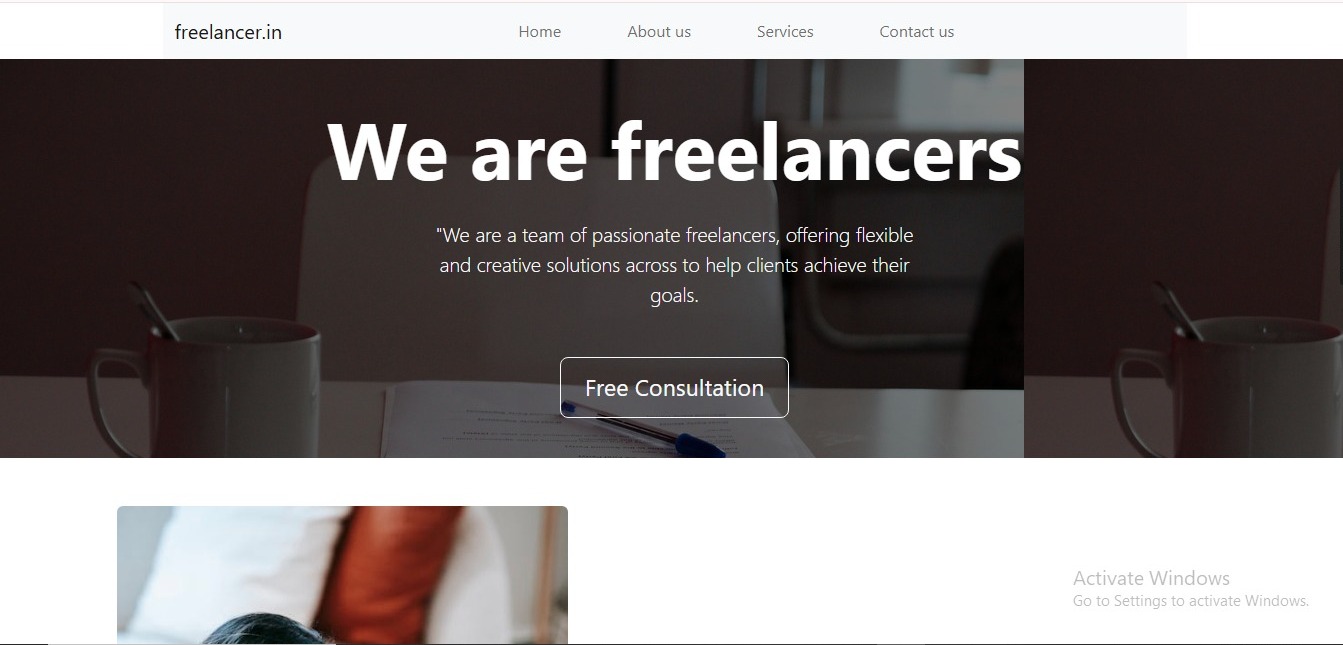 freelancer.in
Home
About us
Services
Contact us
We are freelancers
"We are a team of passionate freelancers, offering flexible
and creative solutions across to help clients achieve their
goals.
Free Consultation
Activate Windows
Go to Settings to activate Windows.